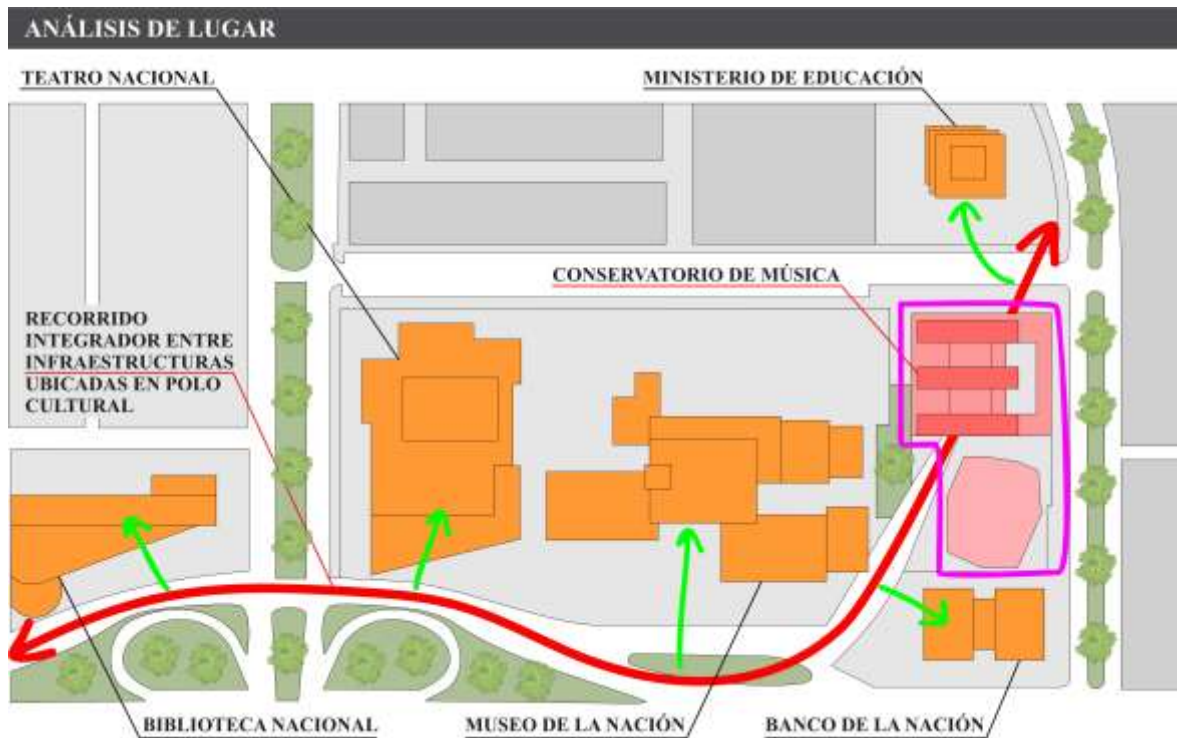 ANÁLISIS DE LUGAR
TEATRO NACIONAL
MINISTERIO DE EDUCACIÓN
CONSERVATORIO DE MÚSICA
RECORRIDO
INTEGRADOR ENTRE
INFRAESTRUCTURAS
UBICADAS EN POLO
CULTURAL
BIBLIOTECA NACIONAL
MUSEO DE LA NACIÓN
BANCO DE LA NACIÓN